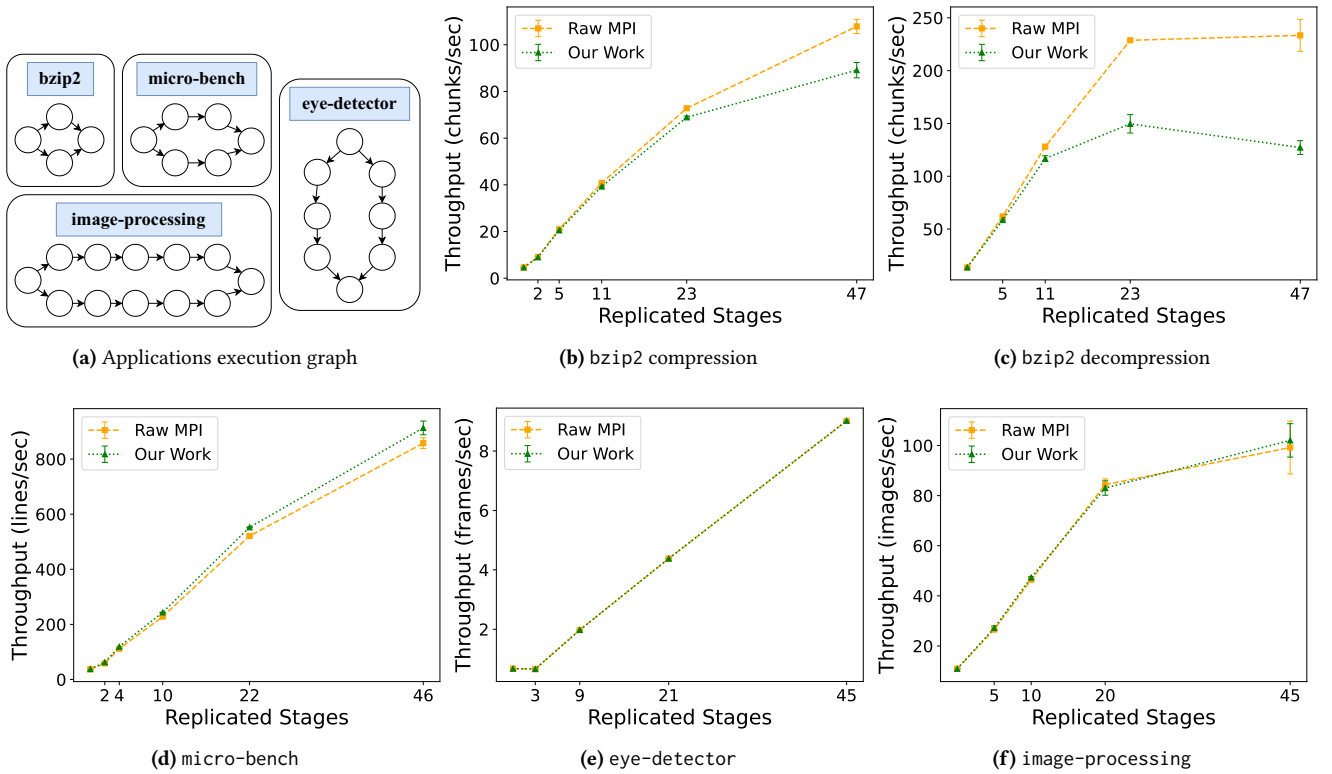 bzip2
micro-bench
eye-detector
image-processing
(a) Applications execution graph
Throughput (chunks/sec)
100
80
60
40
20
0
Raw MPI
Our Work
2 5 11 23 47
Replicated Stages
(b) bzip2 compression
Throughput (chunks/sec)
250
200
150
100
50
Raw MPI
Our Work
5 11 23 47
Replicated Stages
(c) bzip2 decompression
Throughput (lines/sec)
800
600
400
200
0
Raw MPI
Our Work
2 4 10 22 46
Replicated Stages
(d) micro-bench
Throughput (frames/sec)
8
6
4
2
Raw MPI
Our Work
3 9 21 45
Replicated Stages
(e) eye-detector
Throughput (images/sec)
100
80
60
40
20
Raw MPI
Our Work
5 10 20 45
Replicated Stages
(f) image-processing